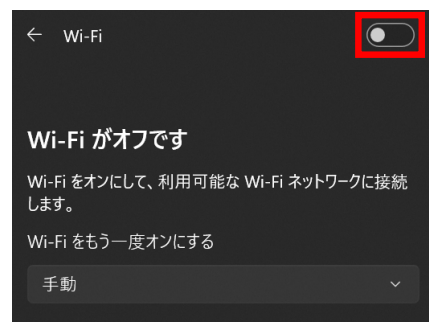 Wi-Fi
Wi-Fi がオフです
Wi-Fi をオンにして、利用可能な Wi-Fi ネットワークに接続
します。
Wi-Fi をもう一度オンにする
手動